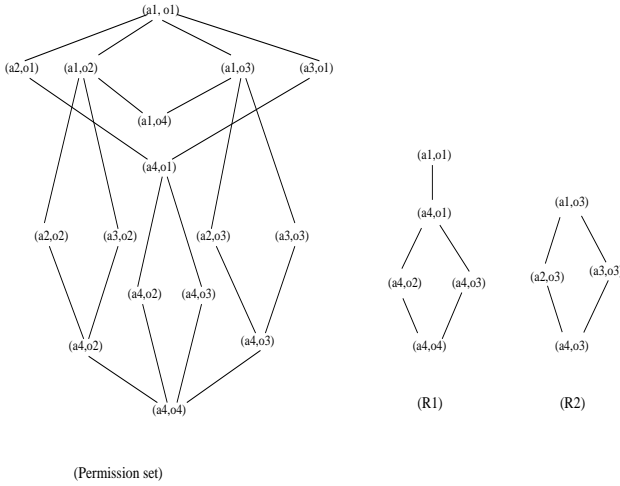 (a1, o1)
(a2,o1) (a1,o2) (a1,o3) (a3,o1)
(a1,o4)
(a4,o1)
(a2,o2) (a3,o2) (a2,o3) (a3,o3)
(a4,o2) (a4,o3)
(a4,o2) (a4,o3)
(a4,o4)
(Permission set)
(a1,o1)
(a4,o1)
(a4,o2) (a4,o3)
(a4,o4)
(R1)
(a1,o3)
(a2,o3) (a3,o3)
(a4,o3)
(R2)